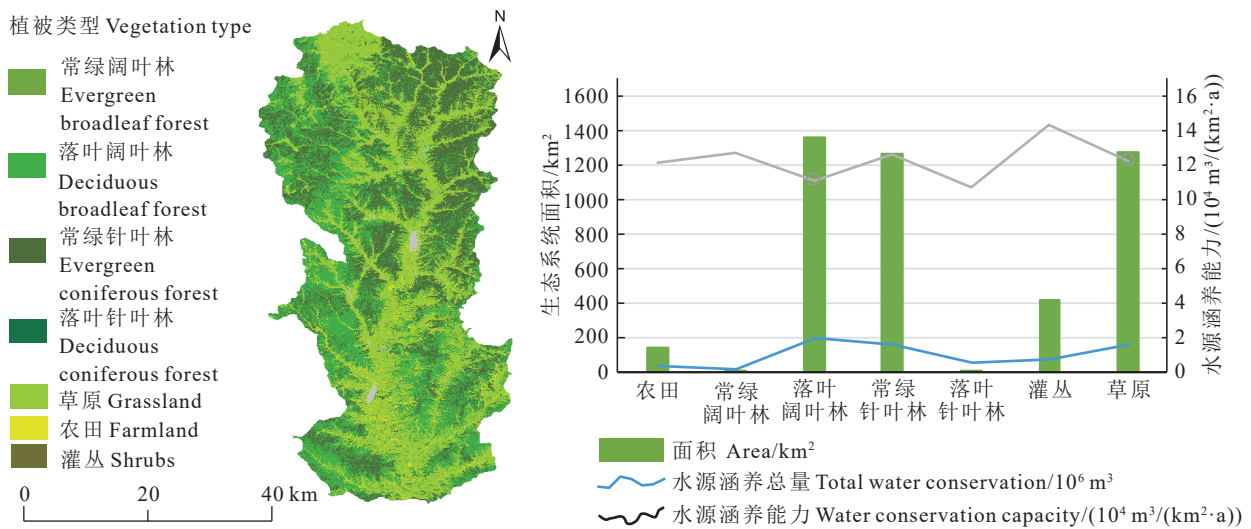 植被类型 Vegetation type
常绿阔叶林
Evergreen
broadleaf forest
落叶阔叶林
Deciduous
broadleaf forest
常绿针叶林
Evergreen
coniferous forest
落叶针叶林
Deciduous
coniferous forest
草原 Grassland
农田 Farmland
灌丛 Shrubs
0 20 40 km
N
生态系统面积/km²
1600
1400
1200
1000
800
600
400
200
0
16
14
12
10
8
6
4
2
0
水源涵养能力/(10⁴ m³/(km²·a))
农田 常绿 落叶 常绿 落叶 灌丛 草原
阔叶林 阔叶林 针叶林 针叶林
面积 Area/km²
水源涵养总量 Total water conservation/10⁶ m³
水源涵养能力 Water conservation capacity/(10⁴ m³/(km²·a))